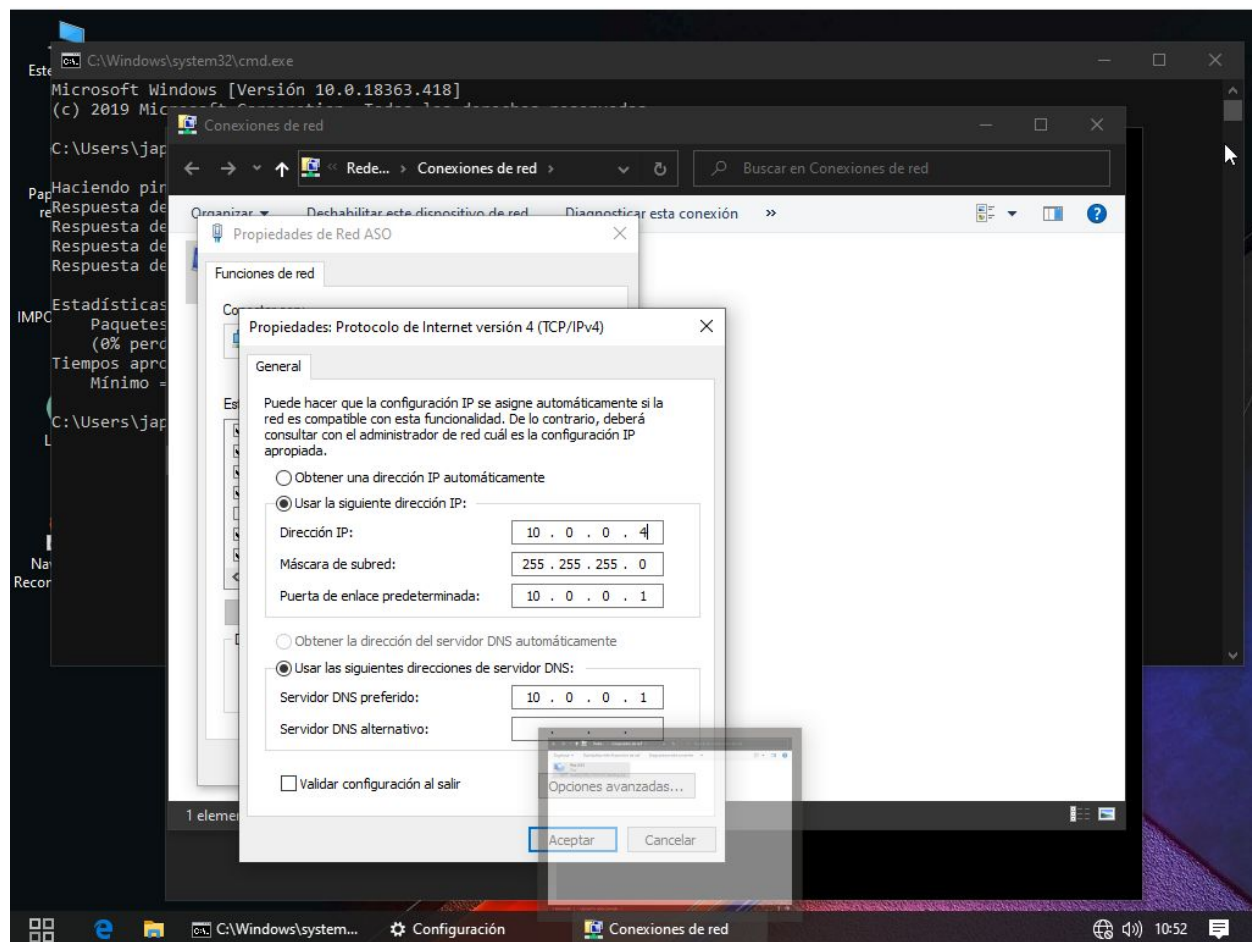 C:\Windows\system32\cmd.exe
Este
Microsoft Windows [Versión 10.0.18363.418]
(c) 2019
Conexiones de red
C:\Users\jap
Rede... > Conexiones de red >
Buscar en Conexiones de red
Haciendo
Respuesta de
Organizar Deshabilitar este dispositivo de red Diagnosticar esta conexión »
Respuesta de
Respuesta de
Respuesta de
Propiedades de Red ASO
Funciones de red
Estadísticas
Paquetes
(0% perd
Tiempos
Mínimo =
C:\Users\jap
Propiedades: Protocolo de Internet versión 4 (TCP/IPv4)
General
Puede hacer que la configuración IP se asigne automáticamente si la
red es compatible con esta funcionalidad. De lo contrario, deberá
consultar con el administrador de red cuál es la configuración IP
apropiada.
Obtener una dirección IP automáticamente
Usar la siguiente dirección IP:
Dirección IP: 10 . 0 . 0 . 4
Máscara de subred: 255 . 255 . 255 . 0
Puerta de enlace predeterminada: 10 . 0 . 0 . 1
Obtener la dirección del servidor DNS automáticamente
Usar las siguientes direcciones de servidor DNS:
Servidor DNS preferido: 10 . 0 . 0 . 1
Servidor DNS alternativo: . . .
Validar configuración al salir
Opciones avanzadas...
Aceptar Cancelar
1
C:\Windows\system... Configuración Conexiones de red 10:52